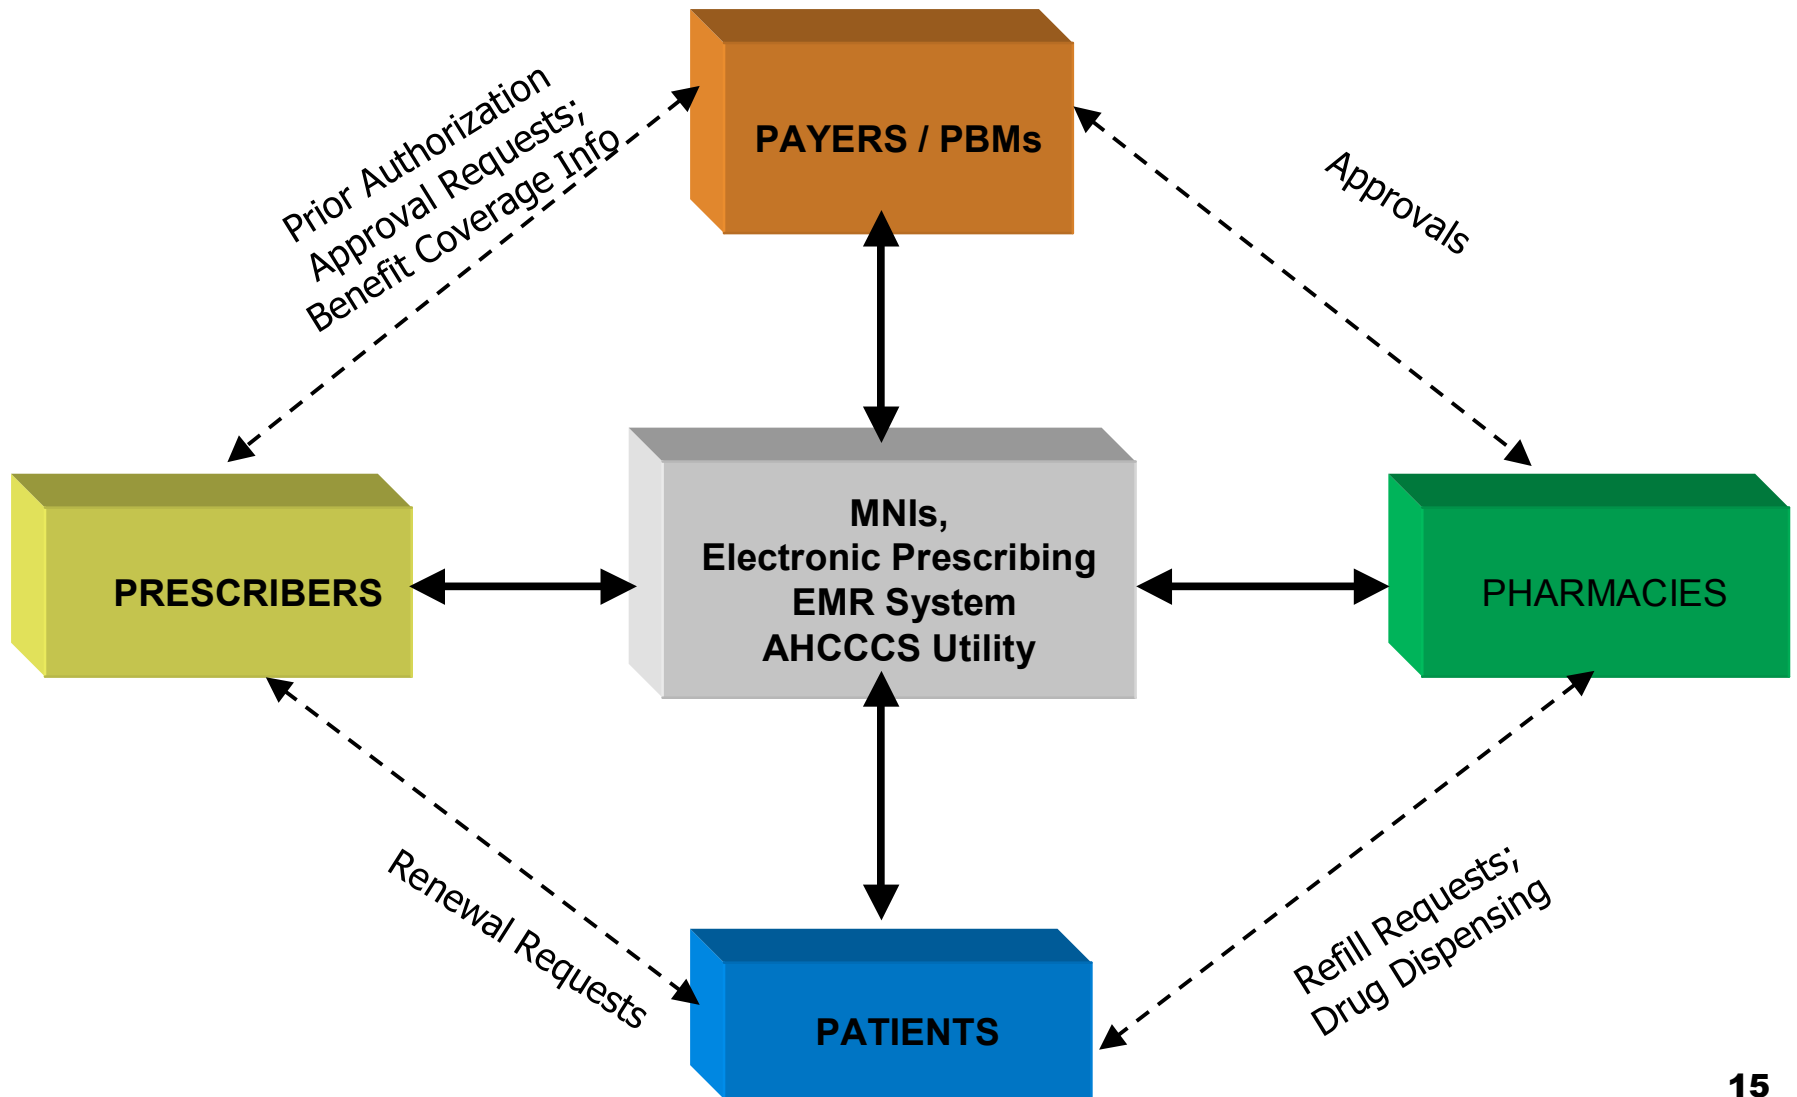 Prior Authorization
Approval Requests;
Benefit Coverage Info
PAYERS / PBMs
Approvals
PRESCRIBERS
MNIs,
Electronic Prescribing
EMR System
AHCCCS Utility
PHARMACIES
Renewal Requests
PATIENTS
Refill Requests;
Drug Dispensing
15